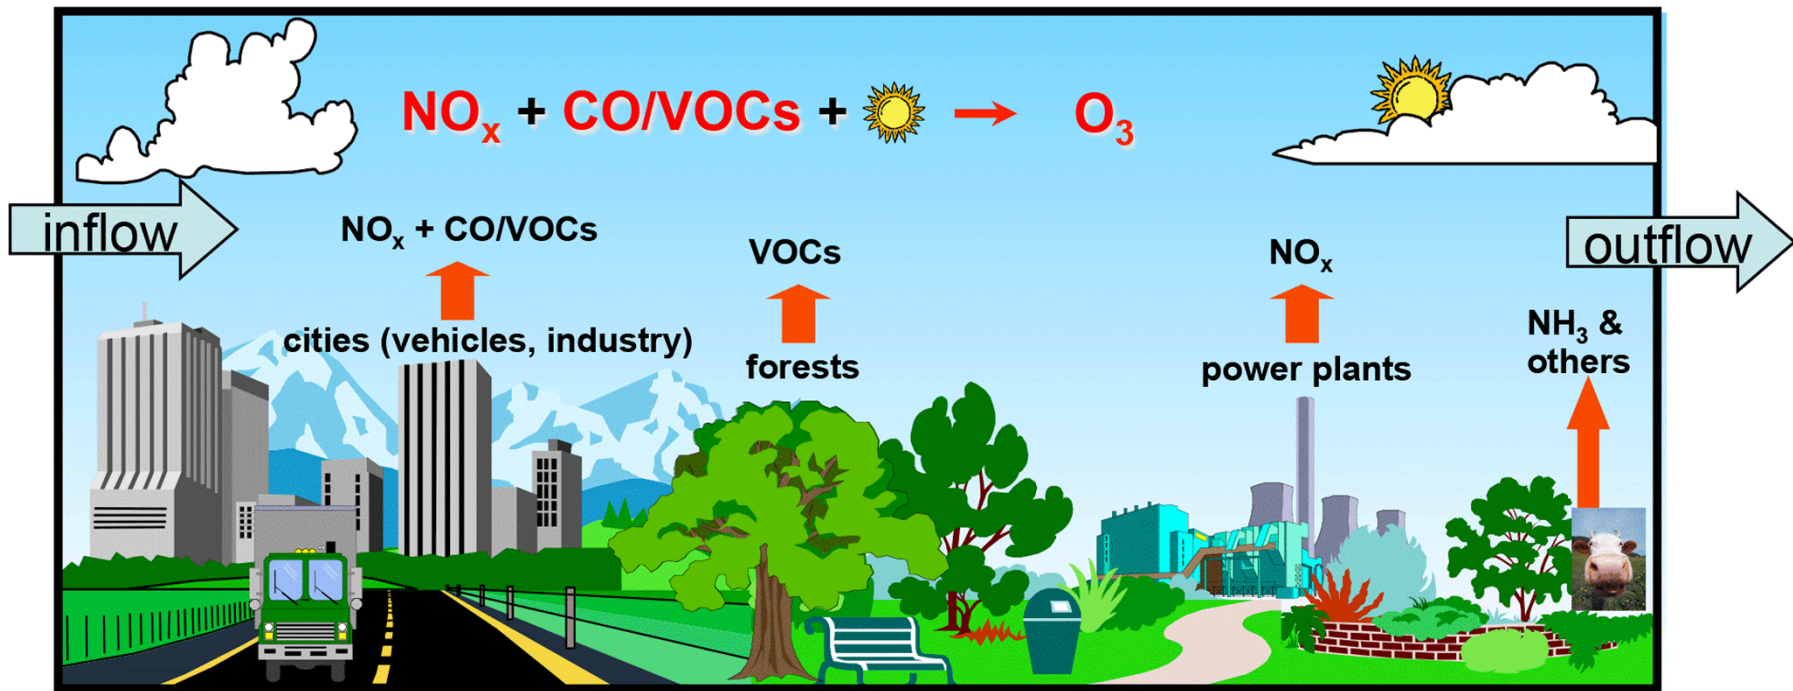 NOₓ + CO/VOCs + → O₃
inflow
NOₓ + CO/VOCs
VOCs
NOₓ
outflow
cities (vehicles, industry)
forests
power plants
NH₃ &
others